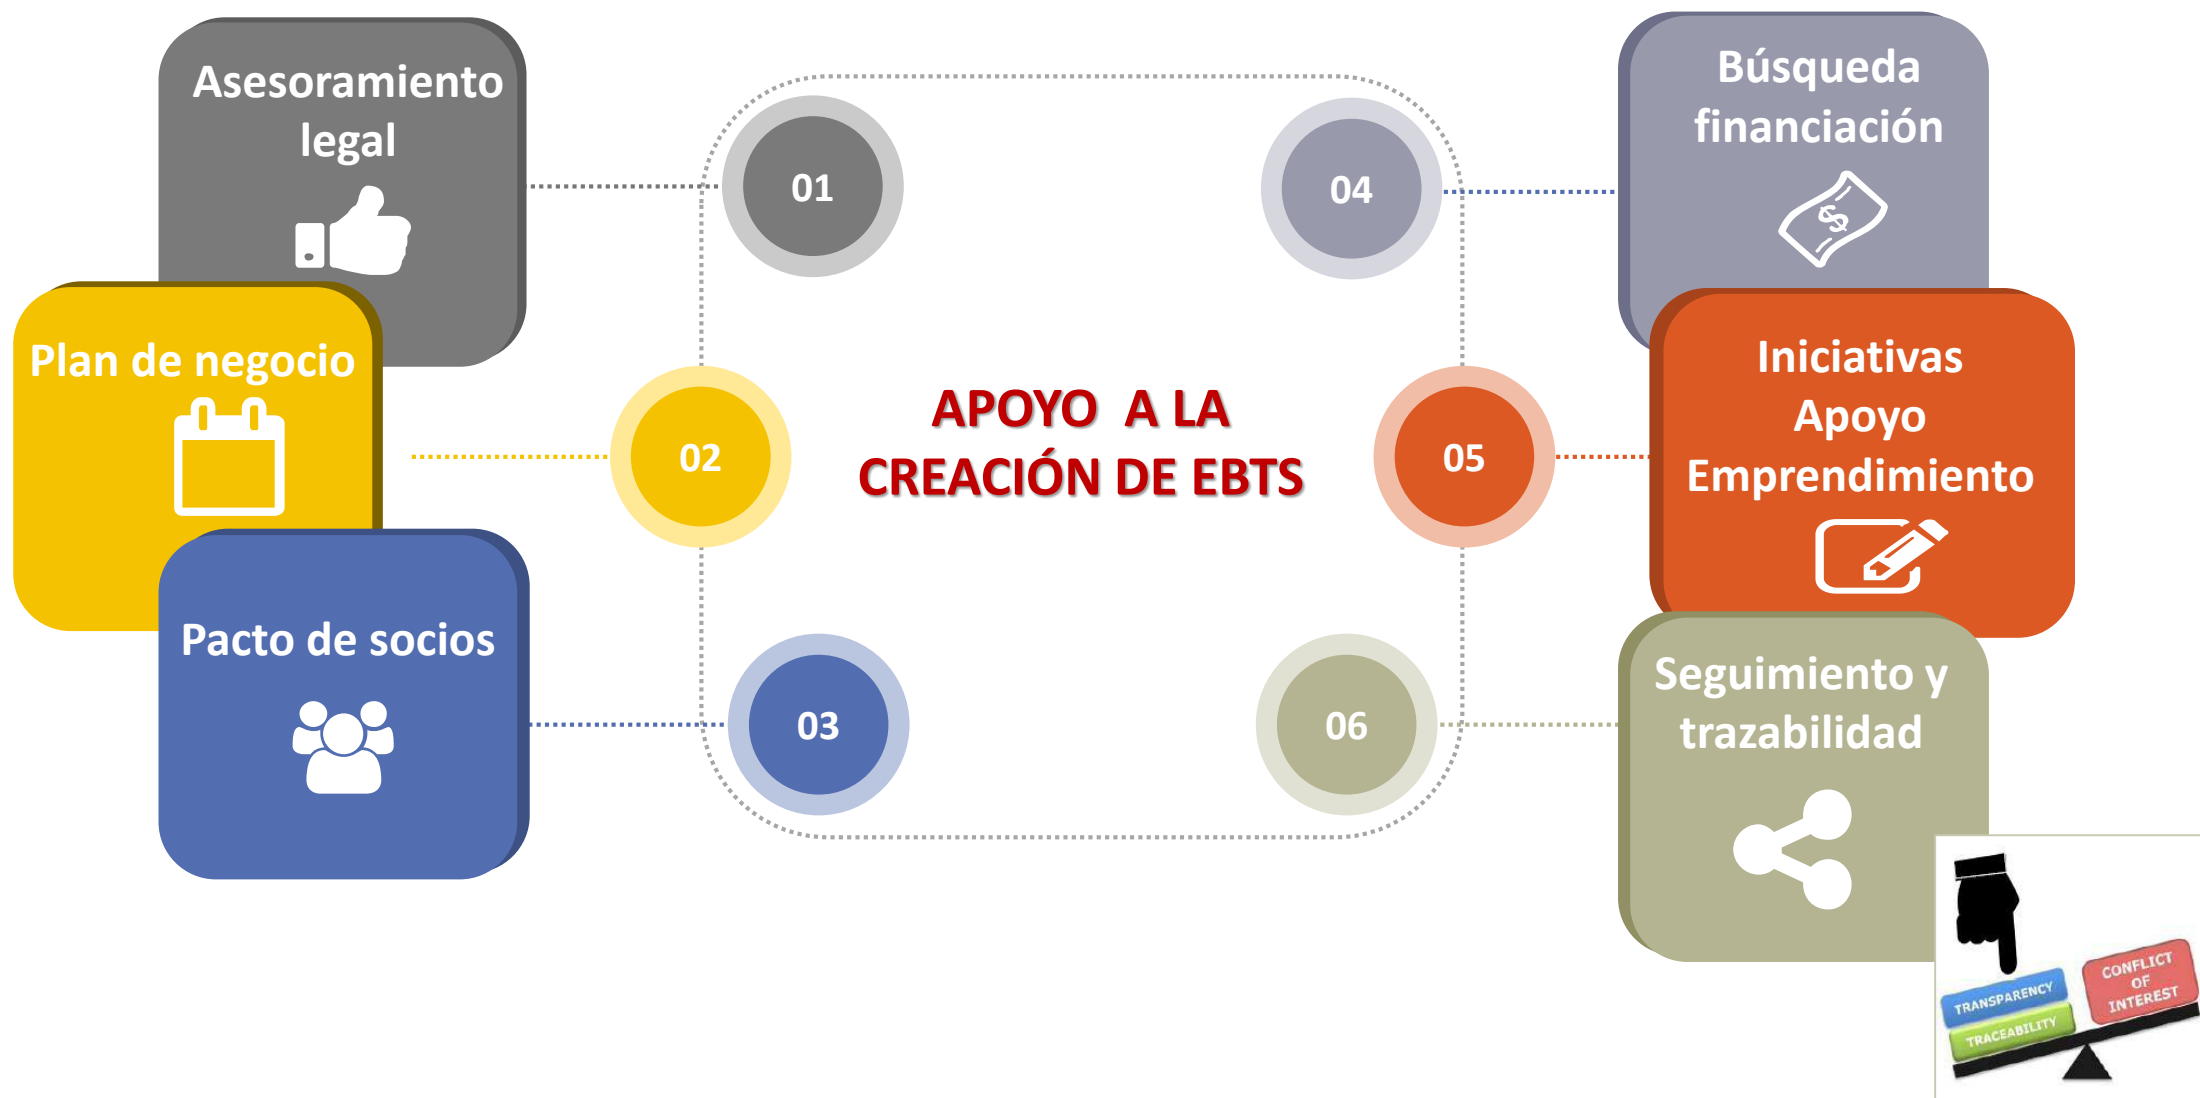 Asesoramiento
legal
01
Plan de negocio
02
Pacto de socios
03
APOYO A LA
CREACIÓN DE EBTS
Búsqueda
financiación
$
04
Iniciativas
Apoyo
Emprendimiento
05
Seguimiento y
trazabilidad
06
TRANSPARENCY
TRACEABILITY
CONFLICT
OF
INTEREST